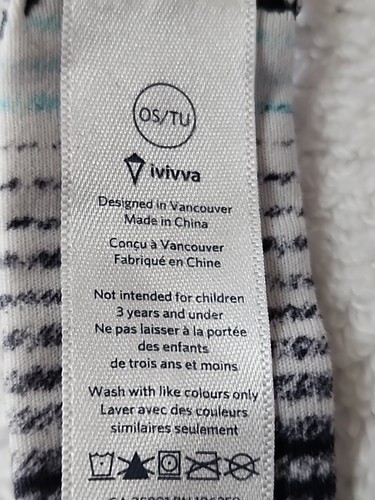 OS/TU
ivivva
Designed in Vancouver
Made in China
Conçu à Vancouver
Fabriqué en Chine
Not intended for children
3 years and under
Ne pas laisser à la portée
des enfants
de trois ans et moins
Wash with like colours only
Laver avec des couleurs
similaires seulement